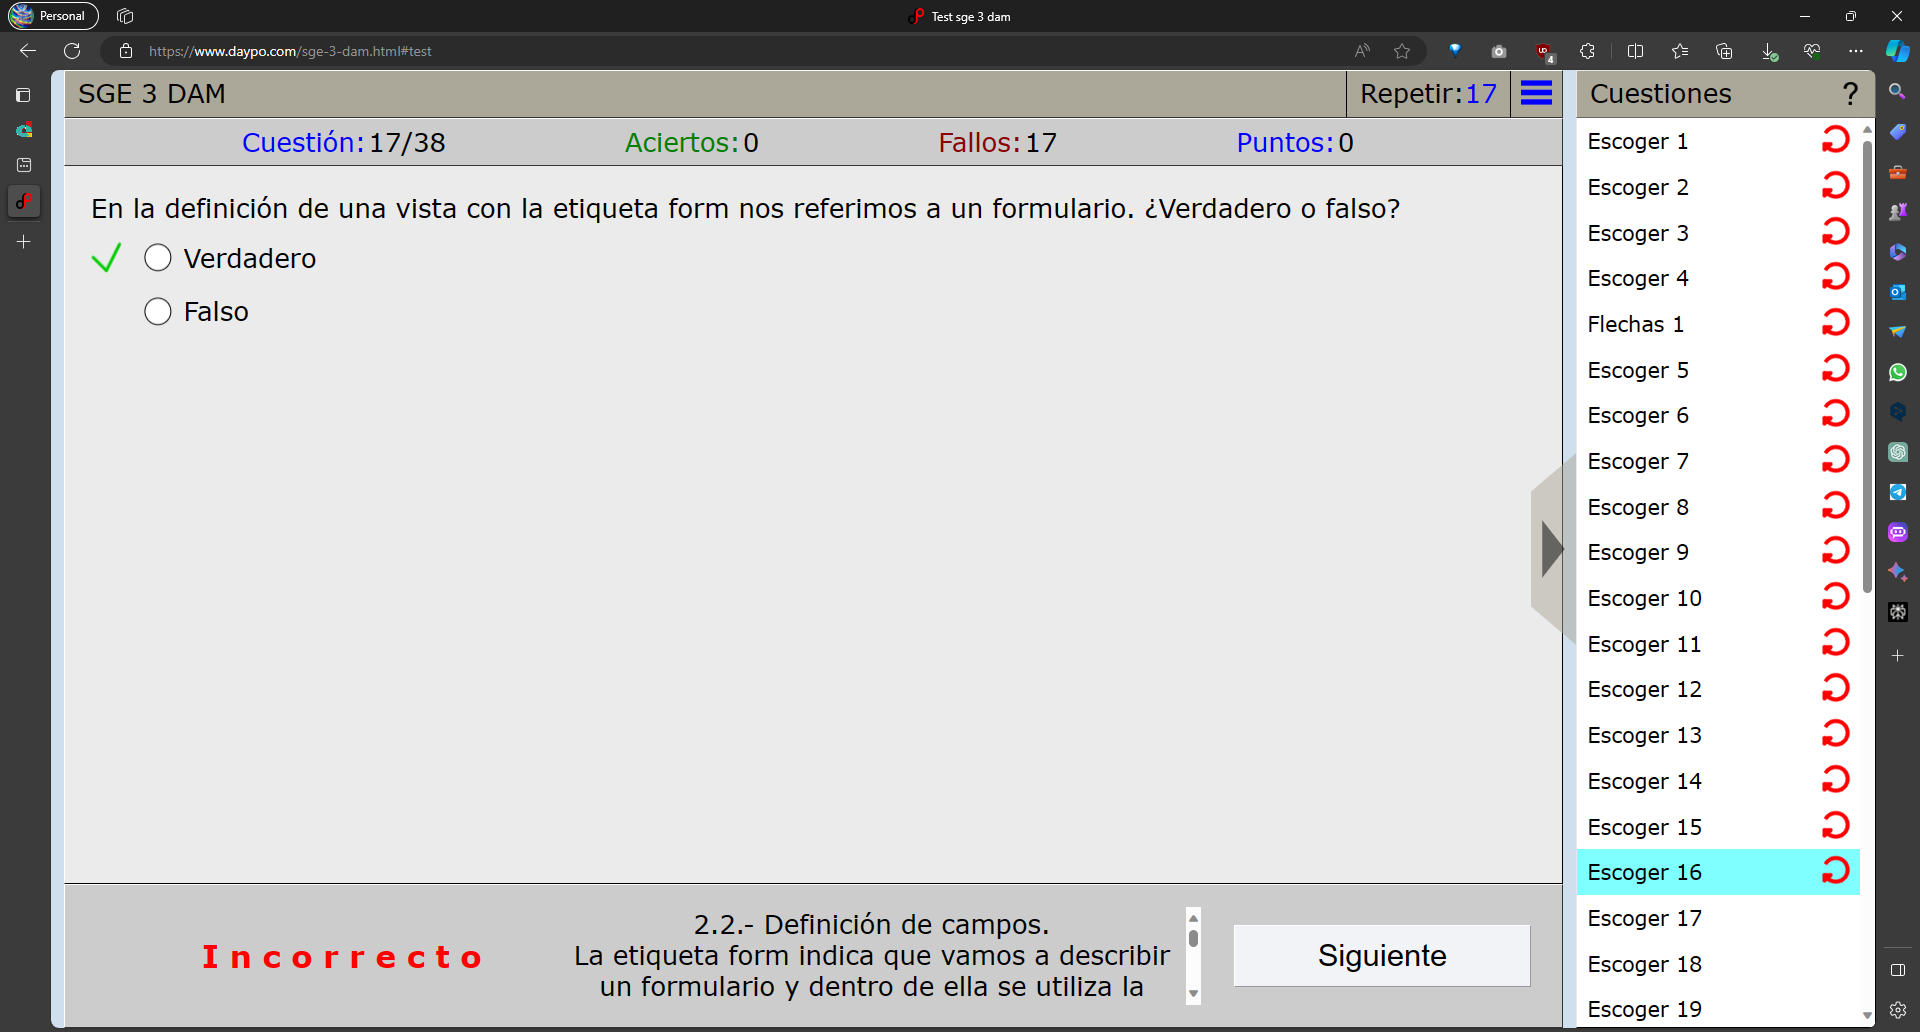 Personal
Test sge 3 dam
https://www.daypo.com/sge-3-dam.html#test
4
SGE 3 DAM
Repetir:17
Cuestión:17/38
Aciertos:0
Fallos:17
Puntos:0
En la definición de una vista con la etiqueta form nos referimos a un formulario. ¿Verdadero o falso?
Verdadero
Falso
Incorrecto
2.2.- Definición de campos.
La etiqueta form indica que vamos a describir
un formulario y dentro de ella se utiliza la
Siguiente
Cuestiones
?
Escoger 1
Escoger 2
Escoger 3
Escoger 4
Flechas 1
Escoger 5
Escoger 6
Escoger 7
Escoger 8
Escoger 9
Escoger 10
Escoger 11
Escoger 12
Escoger 13
Escoger 14
Escoger 15
Escoger 16
Escoger 17
Escoger 18
Escoger 19